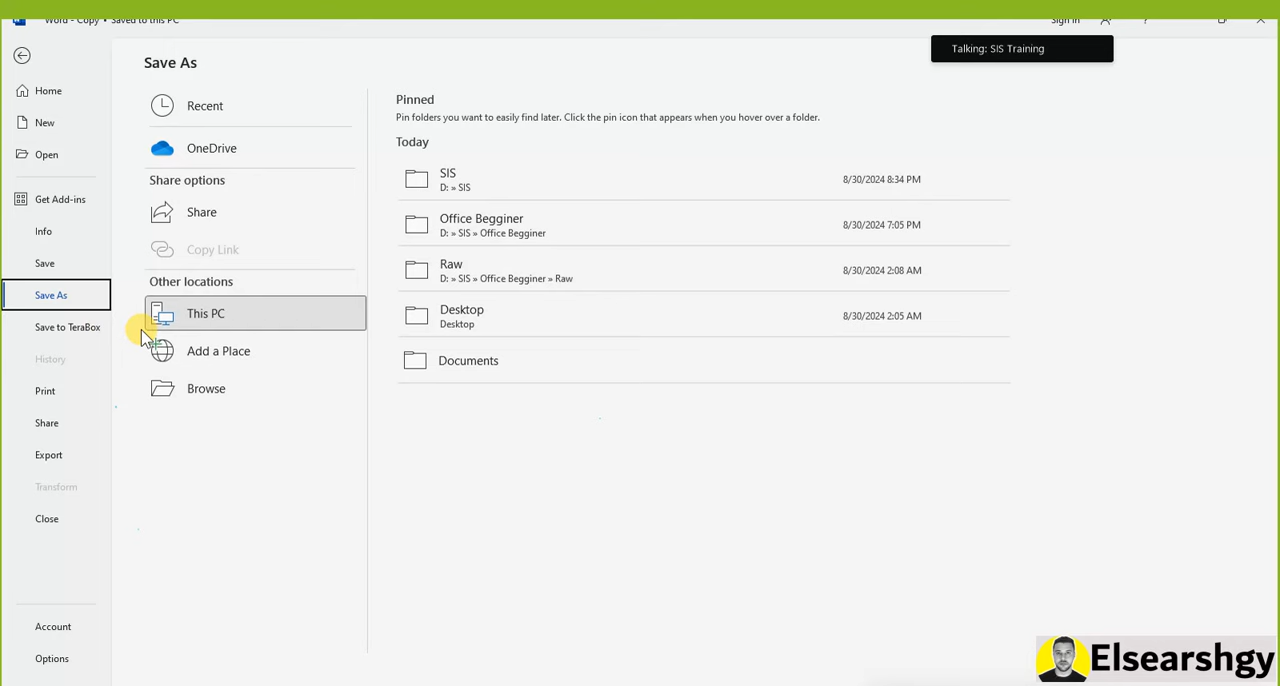 Word - Copy • Saved to this PC
Sign in
?
Talking: SIS Training
Save As
Home
New
Open
Get Add-ins
Info
Save
Save As
Save to TeraBox
History
Print
Share
Export
Transform
Close
Account
Options
Recent
OneDrive
Share options
Share
Copy Link
Other locations
This PC
Add a Place
Browse
Pinned
Pin folders you want to easily find later. Click the pin icon that appears when you hover over a folder.
Today
SIS
D: » SIS
8/30/2024 8:34 PM
Office Begginer
D: » SIS » Office Begginer
8/30/2024 7:05 PM
Raw
D: » SIS » Office Begginer » Raw
8/30/2024 2:08 AM
Desktop
Desktop
8/30/2024 2:05 AM
Documents
Elsearshgy